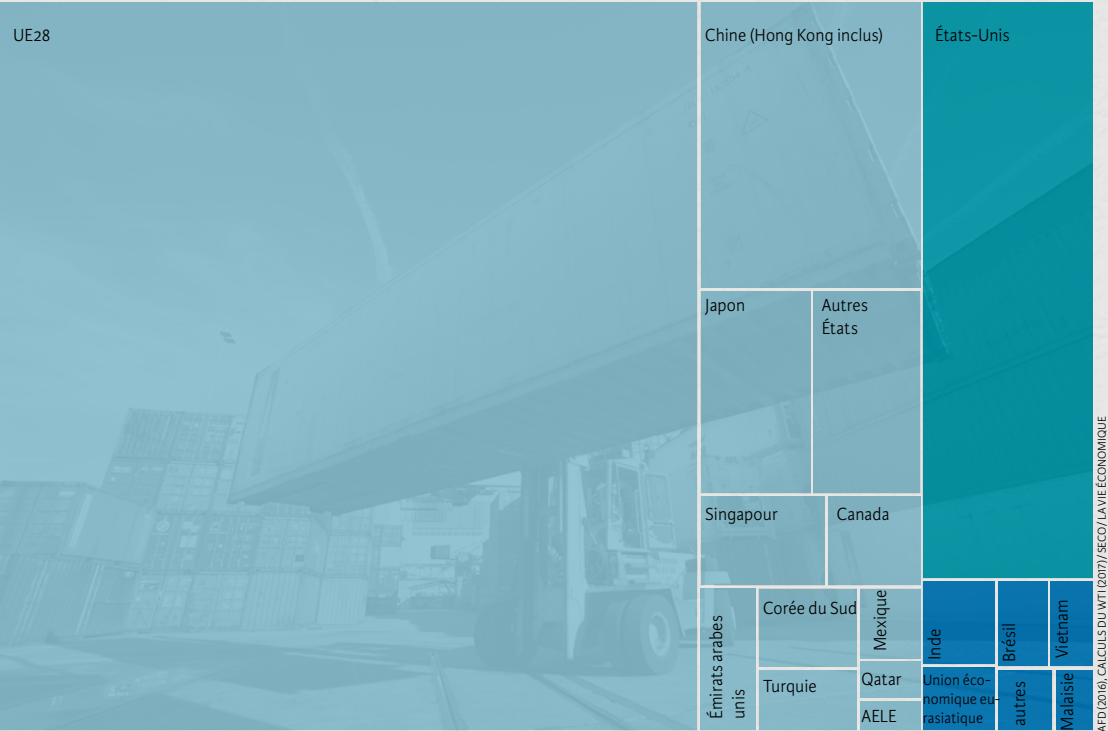 UE28
Chine (Hong Kong inclus)
États-Unis
Japon
Autres
États
Singapour
Canada
Émirats arabes
unis
Corée du Sud
Mexique
Turquie
Qatar
AELE
Inde
Brésil
Vietnam
Union éco-
nomique eu-
rasiatique
autres
Malaisie
AFD (2016), CALCULS DU WTI (2017) / SECO / LA VIE ÉCONOMIQUE